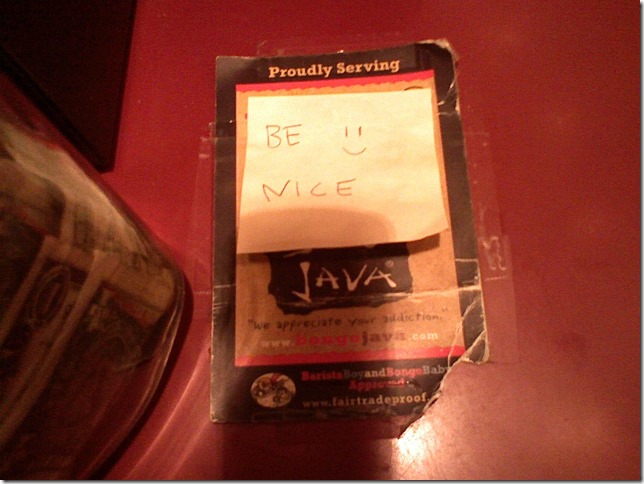 Proudly Serving
BE
NICE
JAVA
"We appreciate your addiction."
www.bongojava.com
BaristaBoyandBongoBaby
Approved
www.fairtradeproof.